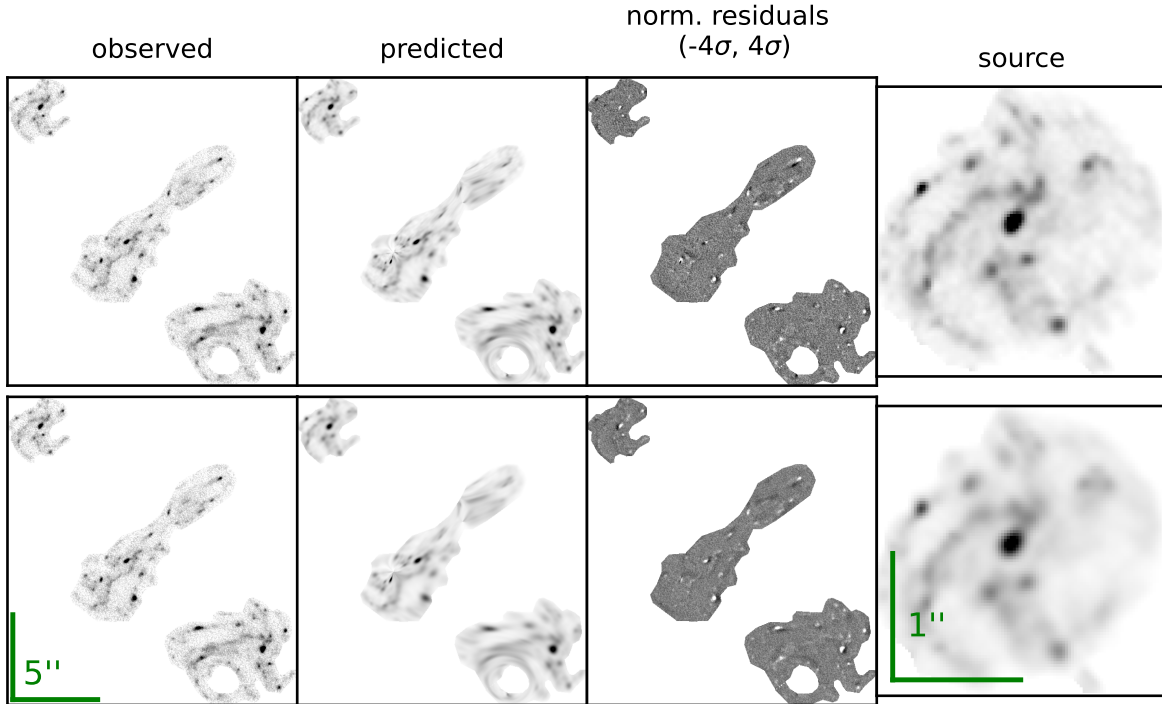 observed
predicted
norm. residuals
(-4σ, 4σ)
source
5''
1''